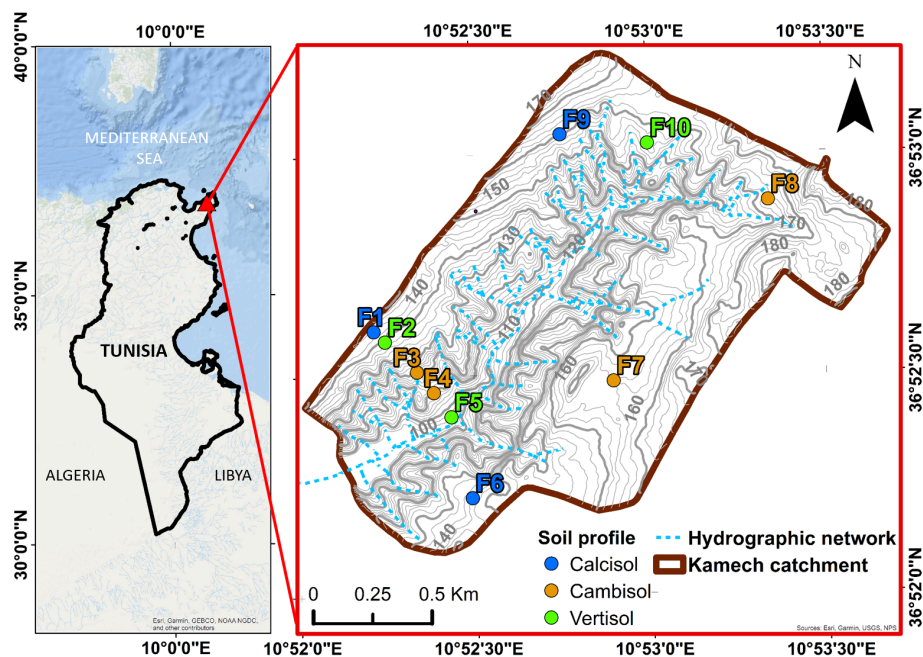 10°0'0"E
40°0'0"N
35°0'0"N
30°0'0"N
10°0'0"E
MEDITERRANEAN
SEA
TUNISIA
ALGERIA
LIBYA
Esri, Garmin, GEBCO, NOAA NGDC,
and other contributors
10°52'30"E
10°53'0"E
10°53'30"E
N
36°53'0"N
36°52'30"N
36°52'0"N
170
F9
F10
F8
150
180
170
180
180
130
120
140
F1
F2
110
F3
F4
F7
170
160
160
F5
100
F6
140
Soil profile
Calcisol
Cambisol
Vertisol
Hydrographic network
Kamech catchment
0 0.25 0.5 Km
Sources: Esri, Garmin, USGS, NPS
10°52'0"E
10°52'30"E
10°53'0"E
10°53'30"E